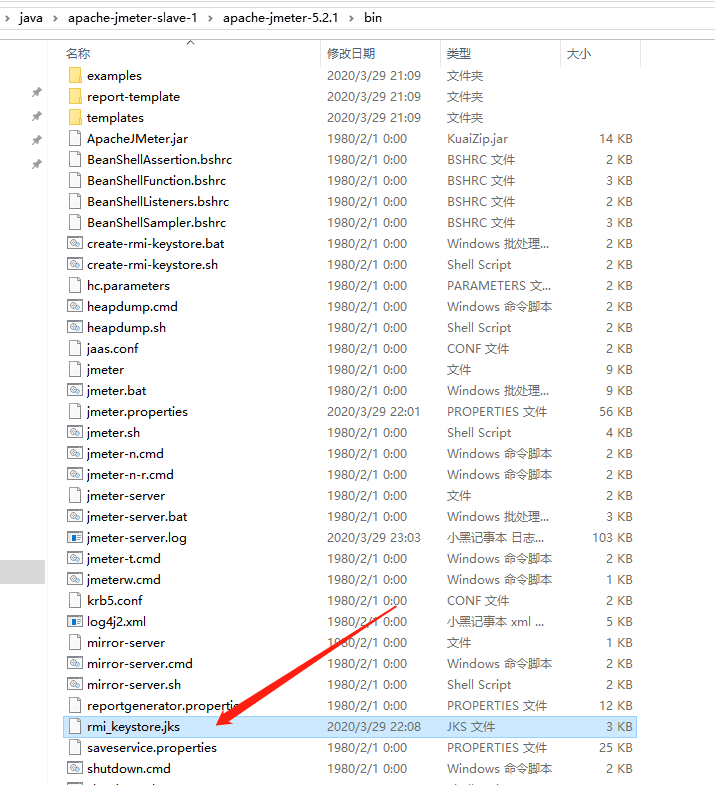 java apache-jmeter-slave-1 apache-jmeter-5.2.1 bin
名称 修改日期 类型 大小
examples 2020/3/29 21:09 文件夹
report-template 2020/3/29 21:09 文件夹
templates 2020/3/29 21:09 文件夹
ApacheJMeter.jar 1980/2/1 0:00 KuaiZip.jar 14 KB
BeanShellAssertion.bshrc 1980/2/1 0:00 BSHRC 文件 2 KB
BeanShellFunction.bshrc 1980/2/1 0:00 BSHRC 文件 3 KB
BeanShellListeners.bshrc 1980/2/1 0:00 BSHRC 文件 2 KB
BeanShellSampler.bshrc 1980/2/1 0:00 BSHRC 文件 3 KB
create-rmi-keystore.bat 1980/2/1 0:00 Windows 批处理... 2 KB
create-rmi-keystore.sh 1980/2/1 0:00 Shell Script 2 KB
hc.parameters 1980/2/1 0:00 PARAMETERS 文... 2 KB
heapdump.cmd 1980/2/1 0:00 Windows 命令脚本 2 KB
heapdump.sh 1980/2/1 0:00 Shell Script 2 KB
jaas.conf 1980/2/1 0:00 CONF 文件 2 KB
jmeter 1980/2/1 0:00 文件 9 KB
jmeter.bat 1980/2/1 0:00 Windows 批处理... 9 KB
jmeter.properties 2020/3/29 22:01 PROPERTIES 文件 56 KB
jmeter.sh 1980/2/1 0:00 Shell Script 4 KB
jmeter-n.cmd 1980/2/1 0:00 Windows 命令脚本 2 KB
jmeter-n-r.cmd 1980/2/1 0:00 Windows 命令脚本 2 KB
jmeter-server 1980/2/1 0:00 文件 2 KB
jmeter-server.bat 1980/2/1 0:00 Windows 批处理... 3 KB
jmeter-server.log 2020/3/29 23:03 小黑记事本 日志... 103 KB
jmeter-t.cmd 1980/2/1 0:00 Windows 命令脚本 2 KB
jmeterw.cmd 1980/2/1 0:00 Windows 命令脚本 1 KB
krb5.conf 1980/2/1 0:00 CONF 文件 2 KB
log4j2.xml 1980/2/1 0:00 小黑记事本 xml ... 5 KB
mirror-server 1980/2/1 0:00 文件 1 KB
mirror-server.cmd 1980/2/1 0:00 Windows 命令脚本 2 KB
mirror-server.sh 1980/2/1 0:00 Shell Script 2 KB
reportgenerator.properties 1980/2/1 0:00 PROPERTIES 文件 12 KB
rmi_keystore.jks 2020/3/29 22:08 JKS 文件 3 KB
saveservice.properties 1980/2/1 0:00 PROPERTIES 文件 25 KB
shutdown.cmd 1980/2/1 0:00 Windows 命令脚本 2 KB